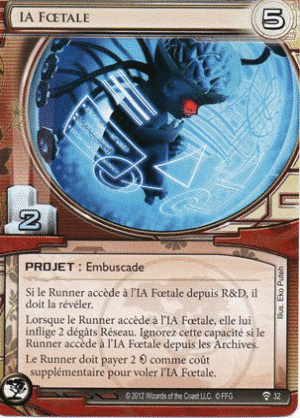 IA FŒTALE
5
2
PROJET : Embuscade
Si le Runner accède à l'IA Fœtale depuis R&D, il
doit la révéler.
Lorsque le Runner accède à l'IA Fœtale, elle lui
inflige 2 dégâts Réseau. Ignorez cette capacité si le
Runner accède à l'IA Fœtale depuis les Archives.
Le Runner doit payer 2 comme coût
supplémentaire pour voler l'IA Fœtale.
Illus. Eko Puteh
© 2012 Wizards of the Coast LLC. © FFG
32